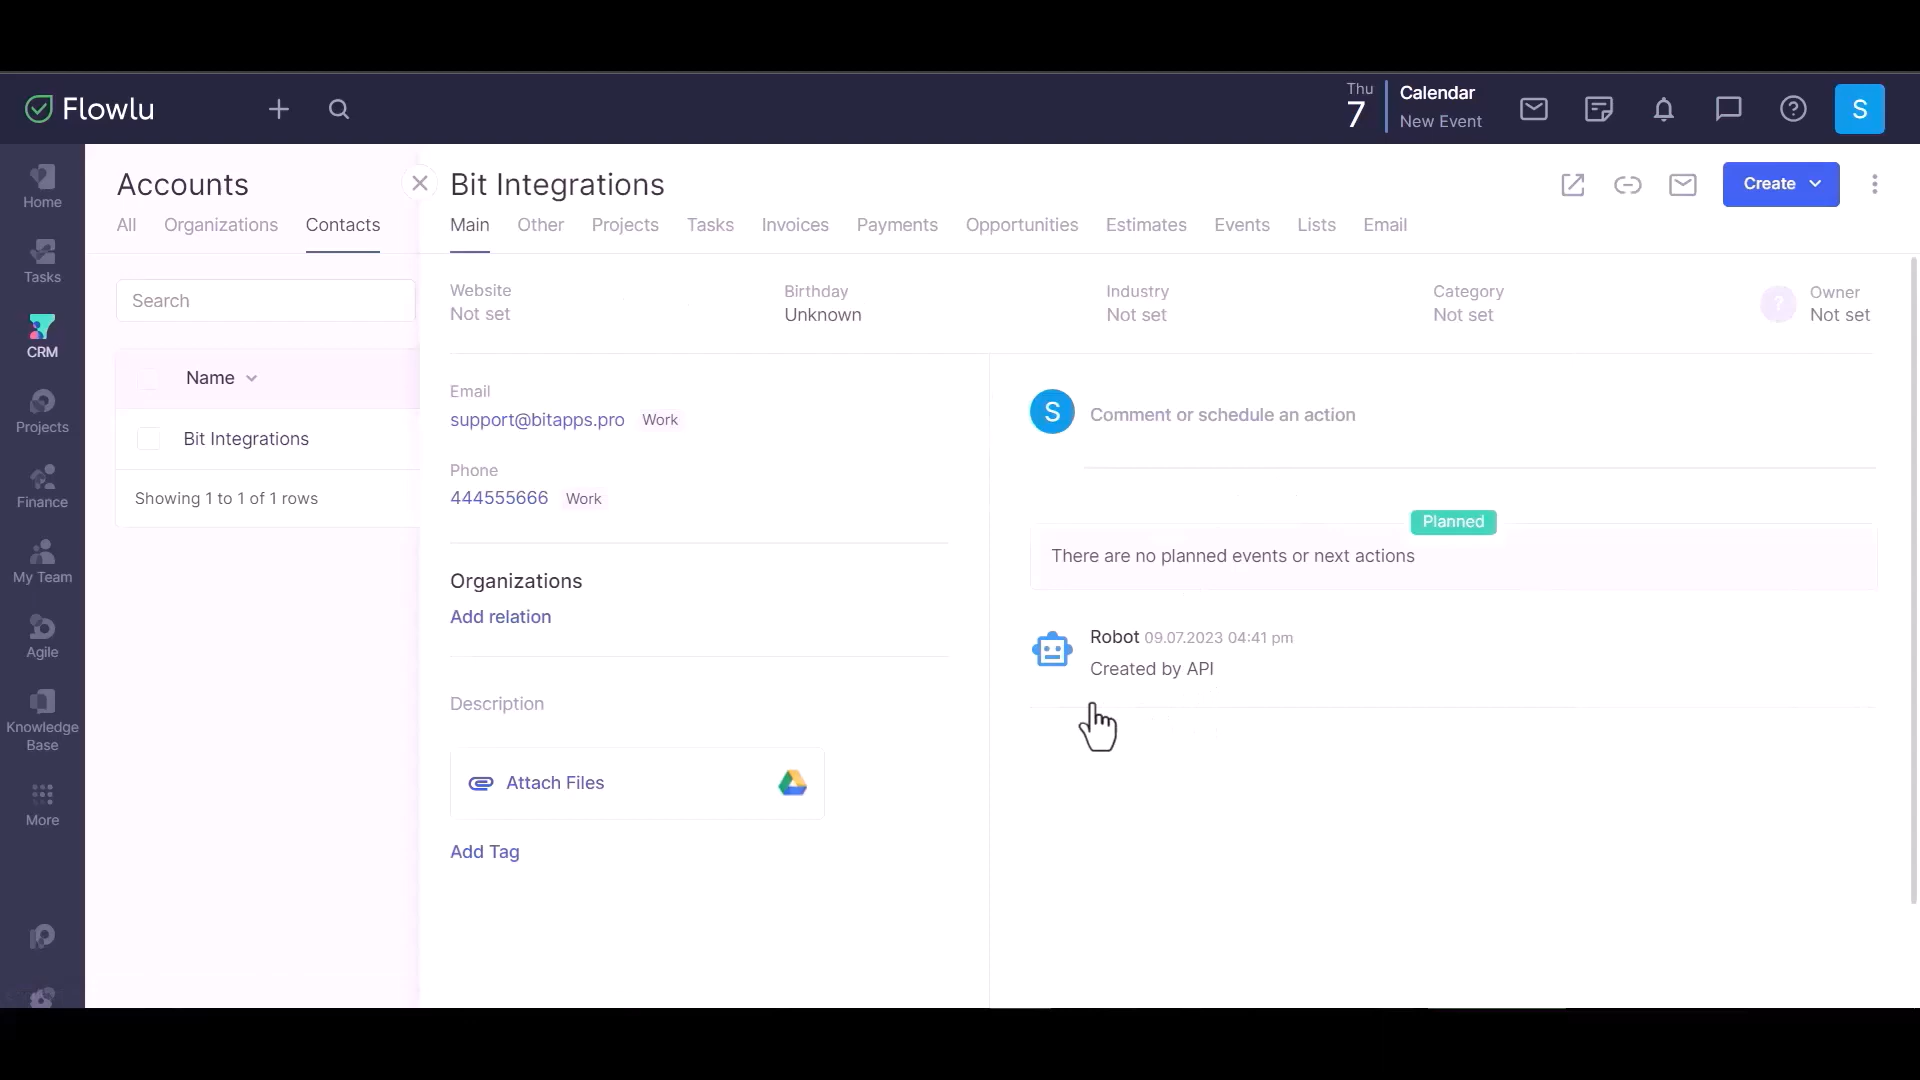 Flowlu
Thu
7
Calendar
New Event
S
Home
Tasks
CRM
Projects
Finance
My Team
Agile
Knowledge
Base
More
Accounts
All Organizations Contacts
Search
Name
Bit Integrations
Showing 1 to 1 of 1 rows
Bit Integrations
Create
Main Other Projects Tasks Invoices Payments Opportunities Estimates Events Lists Email
Website
Not set
Birthday
Unknown
Industry
Not set
Category
Not set
?
Owner
Not set
Email
support@bitapps.pro Work
Phone
444555666 Work
Organizations
Add relation
Description
Attach Files
Add Tag
S
Comment or schedule an action
Planned
There are no planned events or next actions
Robot 09.07.2023 04:41 pm
Created by API